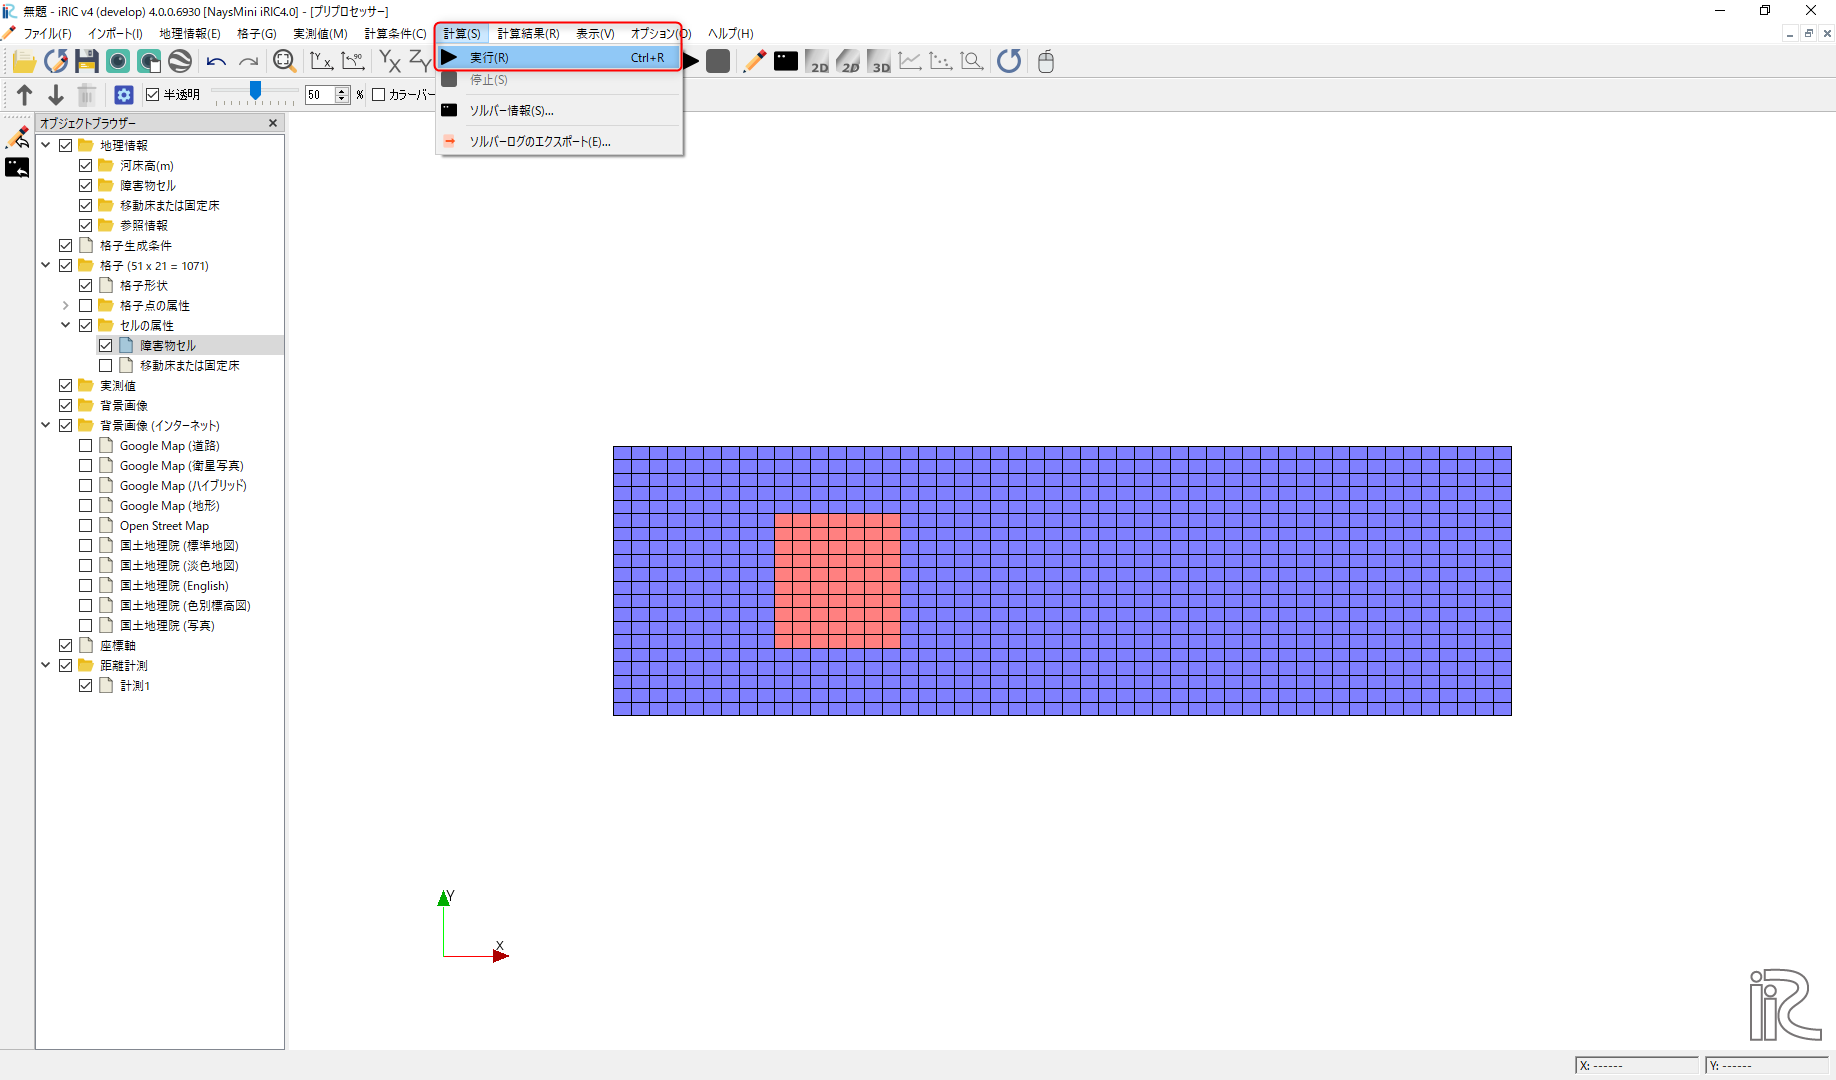 無題 - iRIC v4 (develop) 4.0.0.6930 [NaysMini iRIC4.0] - [プリプロセッサー]
ファイル(F) インポート(I) 地理情報(E) 格子(G) 実測値(M) 計算条件(C) 計算(S) 計算結果(R) 表示(V) オプション(O) ヘルプ(H)
実行(R) Ctrl+R
停止(S)
ソルバー情報(S)...
ソルバーログのエクスポート(E)...
2D 2D 3D
半透明 50 % カラーバー
オブジェクトブラウザー
地理情報
河床高(m)
障害物セル
移動床または固定床
参照情報
格子生成条件
格子 (51 x 21 = 1071)
格子形状
格子点の属性
セルの属性
障害物セル
移動床または固定床
実測値
背景画像
背景画像 (インターネット)
Google Map (道路)
Google Map (衛星写真)
Google Map (ハイブリッド)
Google Map (地形)
Open Street Map
国土地理院 (標準地図)
国土地理院 (淡色地図)
国土地理院 (English)
国土地理院 (色別標高図)
国土地理院 (写真)
座標軸
距離計測
計測1
Y
X
iRIC
X: ------
Y: ------